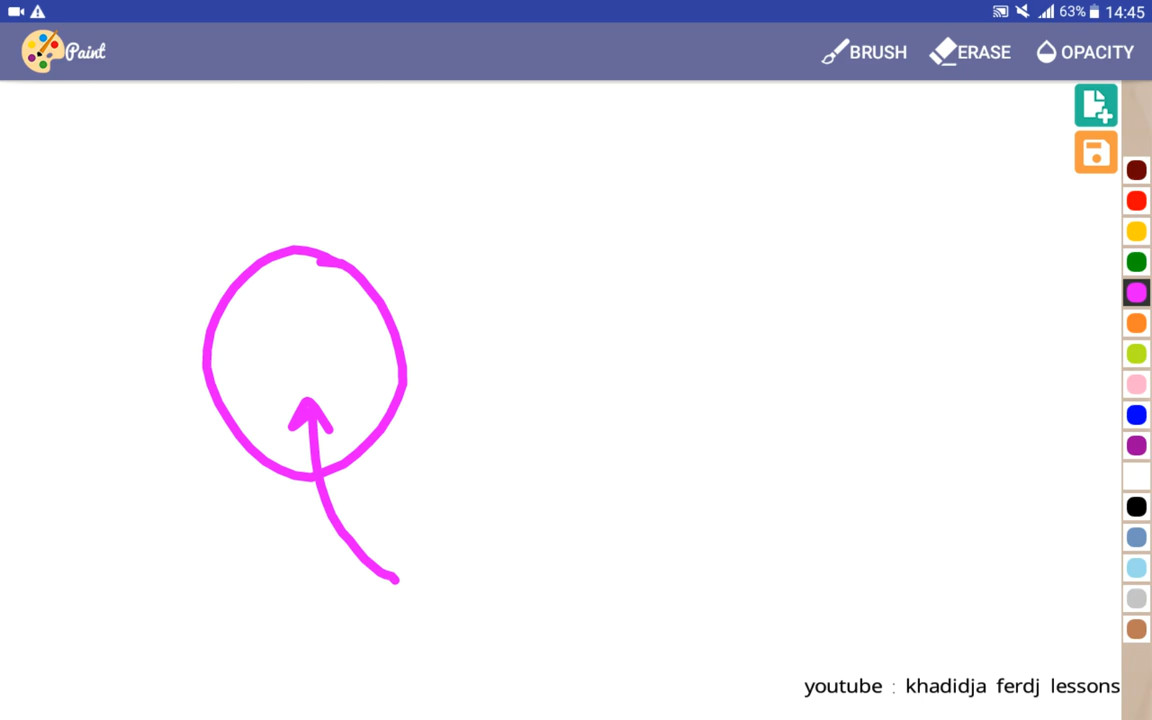 63% 14:45
Paint BRUSH ERASE OPACITY
youtube : khadidja ferdj lessons